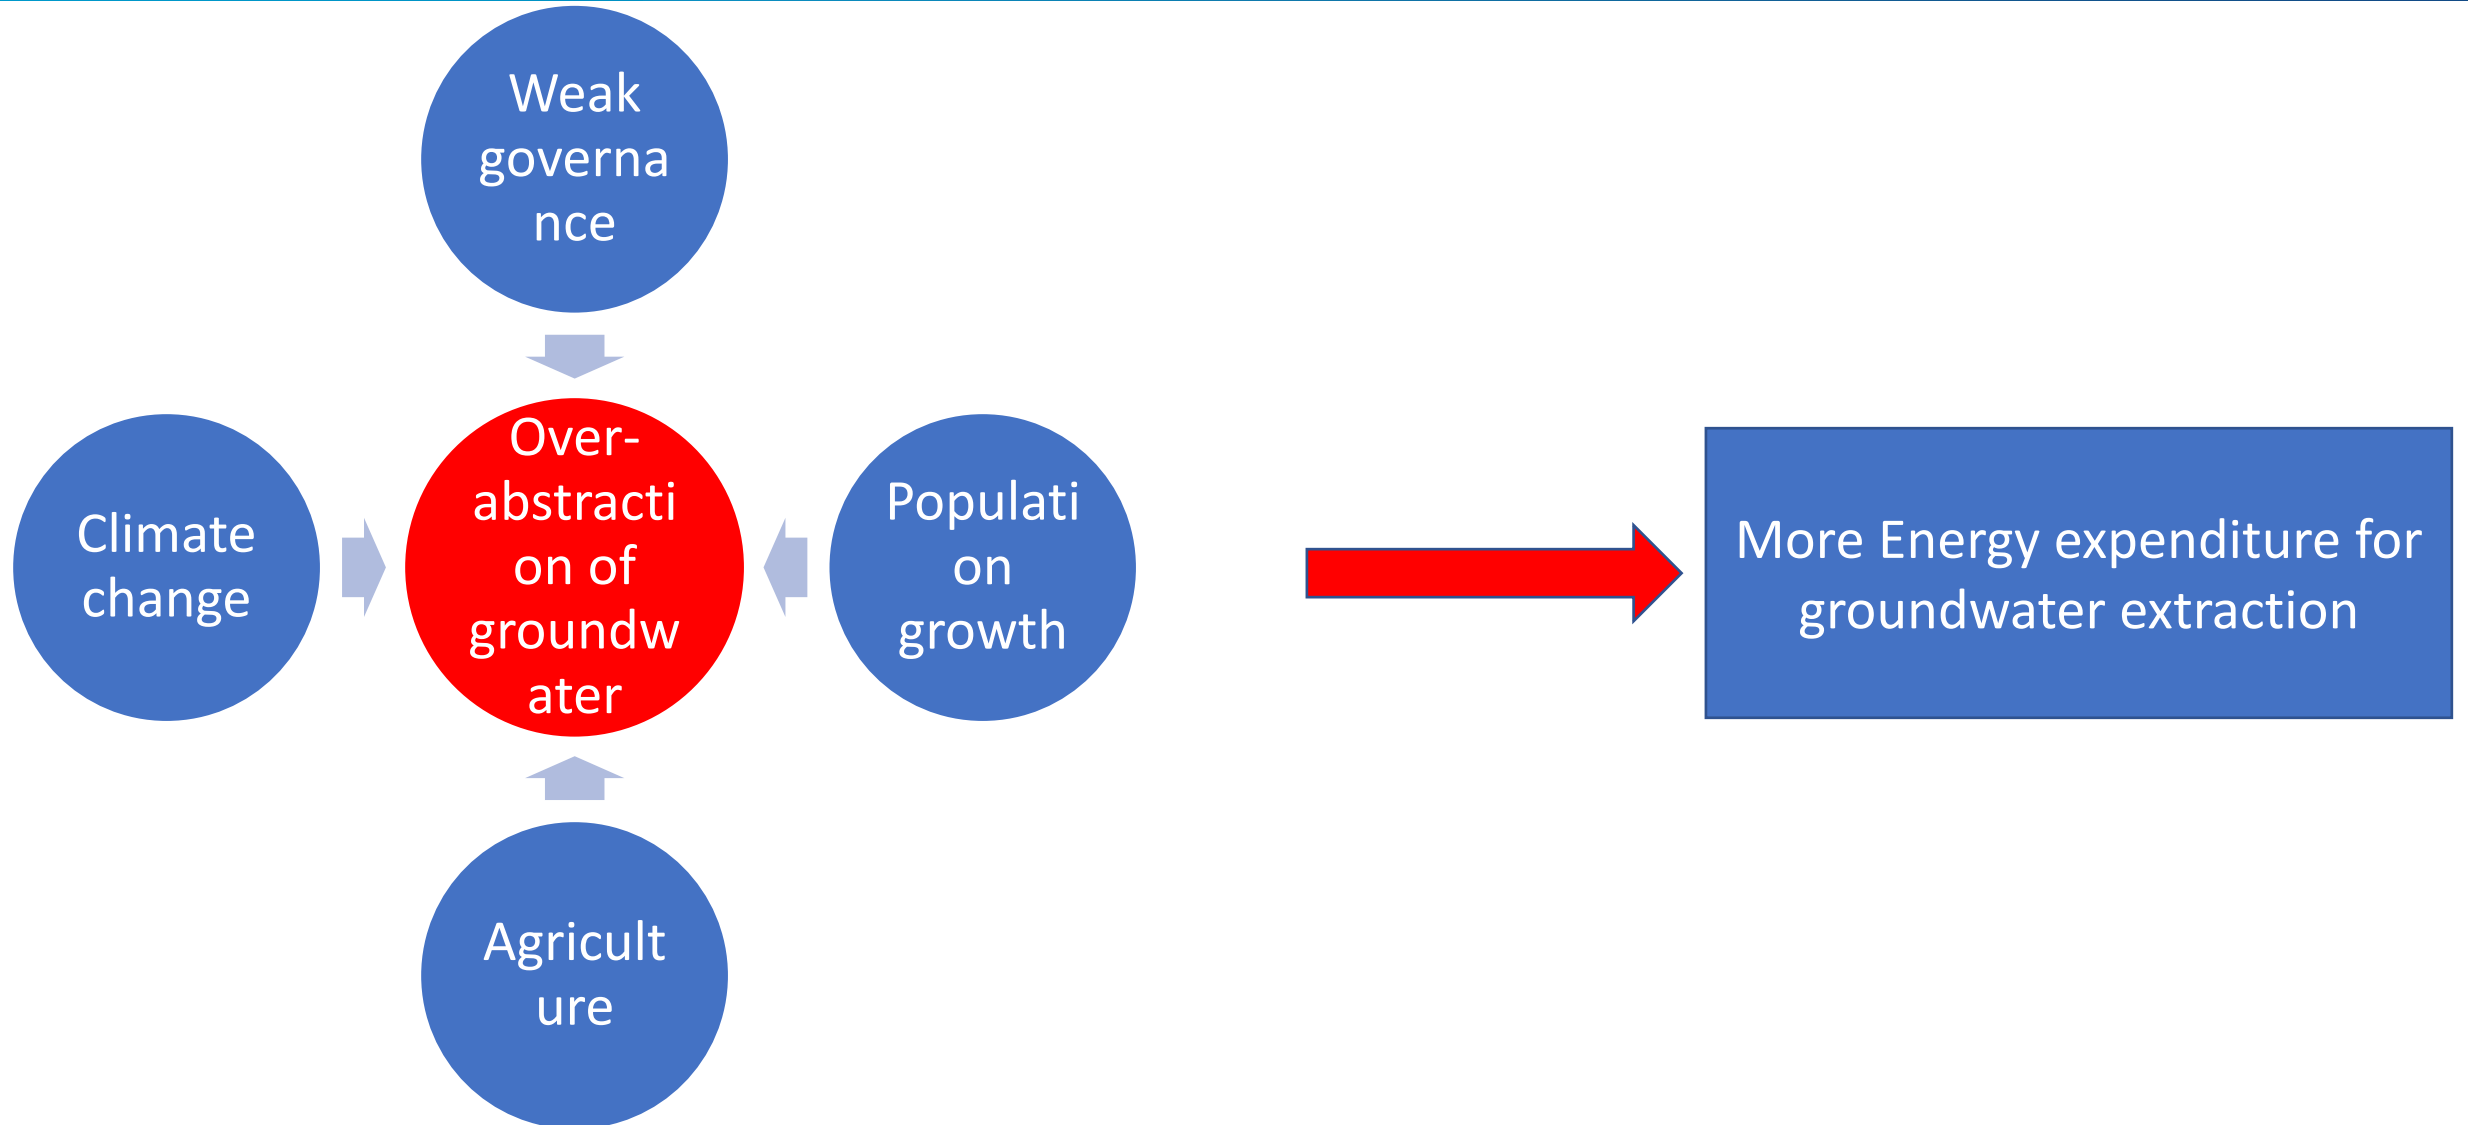 Weak
governa
nce
Climate
change
Over-
abstracti
on of
groundw
ater
Populati
on
growth
More Energy expenditure for
groundwater extraction
Agricult
ure